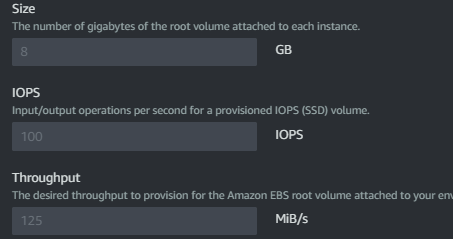 Size
The number of gigabytes of the root volume attached to each instance.
8 GB
IOPS
Input/output operations per second for a provisioned IOPS (SSD) volume.
100 IOPS
Throughput
The desired throughput to provision for the Amazon EBS root volume attached to your env
125 MiB/s